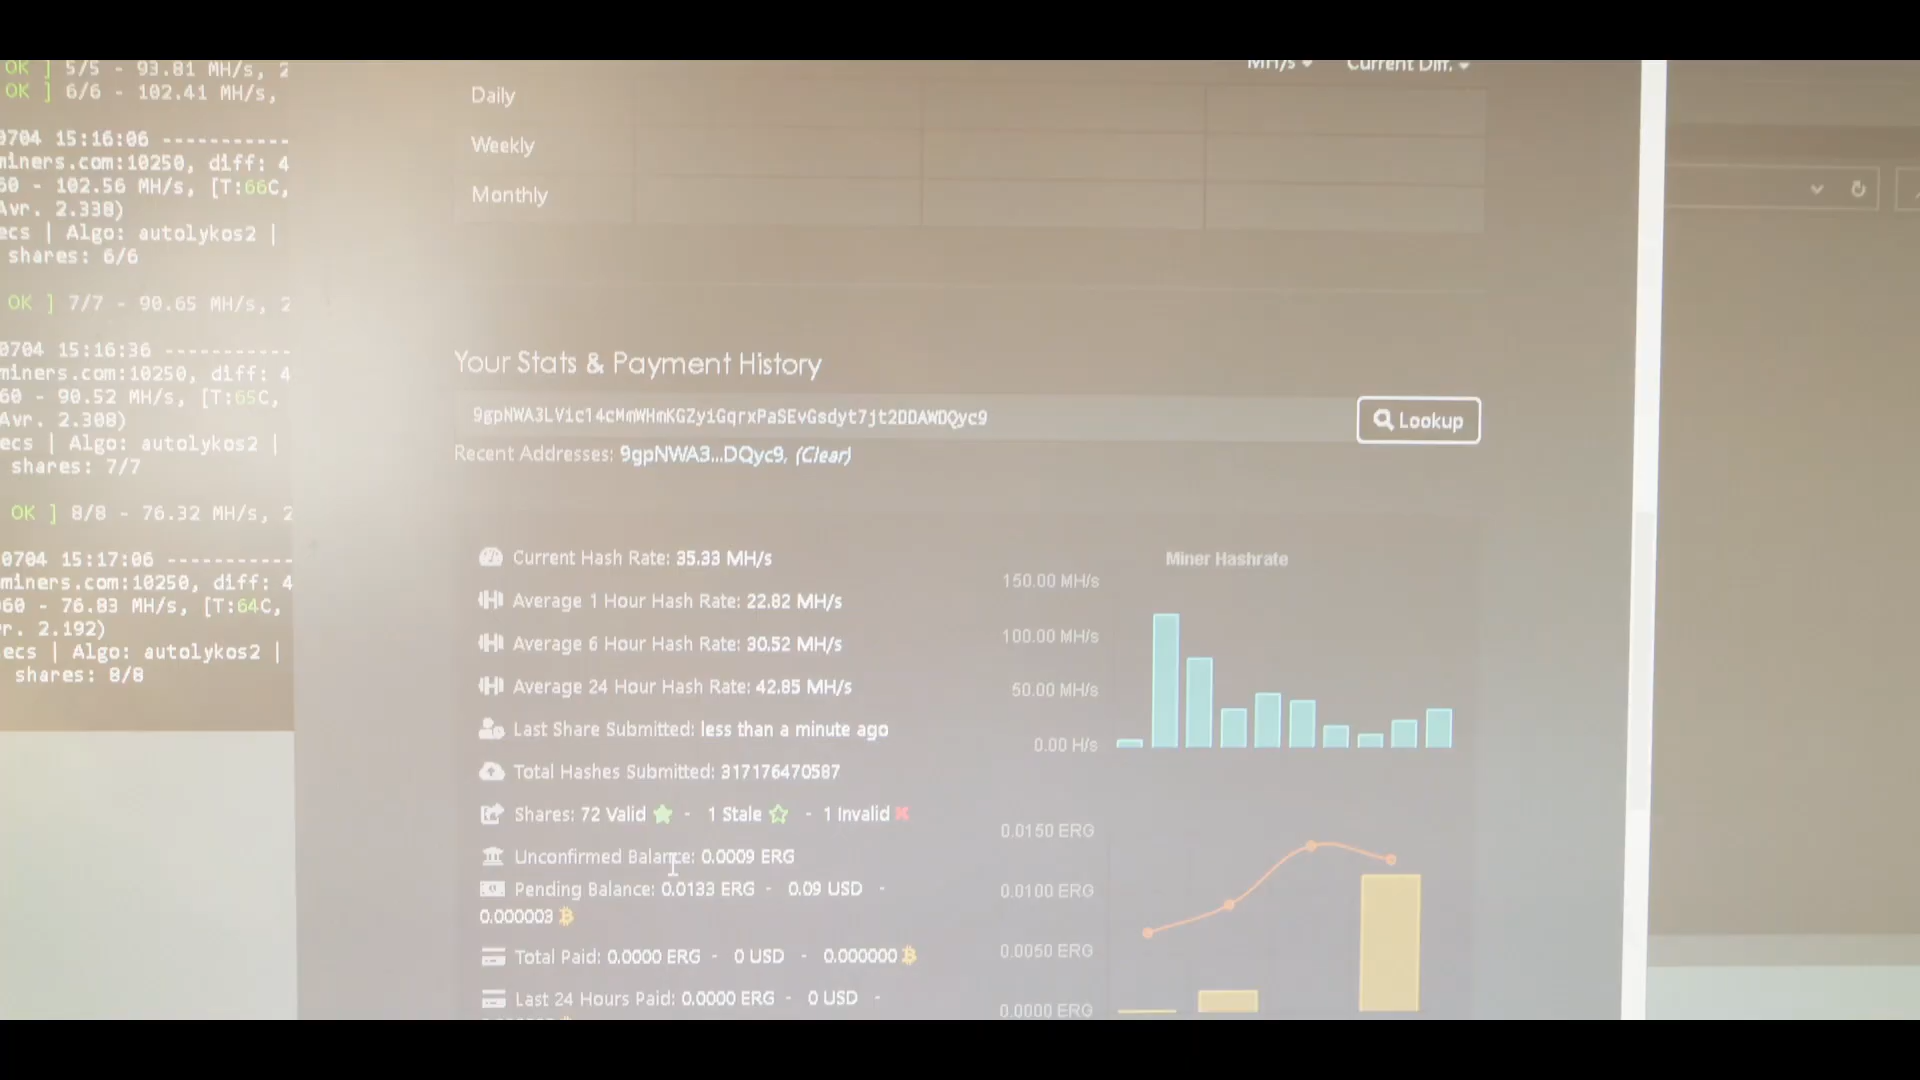 OK ] 5/5 - 93.81 MH/s, 2
OK ] 6/6 - 102.41 MH/s,
0704 15:16:06 -----------
miners.com:10250, diff: 4
60 - 102.56 MH/s, [T:66C,
Avr. 2.338)
ecs | Algo: autolykos2 |
shares: 6/6
OK ] 7/7 - 90.65 MH/s, 2
0704 15:16:36 -----------
miners.com:10250, diff: 4
60 - 90.52 MH/s, [T:65C,
Avr. 2.308)
ecs | Algo: autolykos2 |
shares: 7/7
OK ] 8/8 - 76.32 MH/s, 2
0704 15:17:06 -----------
miners.com:10250, diff: 4
060 - 76.83 MH/s, [T:64C,
r. 2.192)
ecs | Algo: autolykos2 |
shares: 8/8
MH/s Current Diff.
Daily
Weekly
Monthly
Your Stats & Payment History
Lookup
Recent Addresses: 9gpNWA3...DQyc9, (Clear)
Current Hash Rate: 35.33 MH/s
Average 1 Hour Hash Rate: 22.82 MH/s
Average 6 Hour Hash Rate: 30.52 MH/s
Average 24 Hour Hash Rate: 42.85 MH/s
Last Share Submitted: less than a minute ago
Total Hashes Submitted: 317176470587
Shares: 72 Valid - 1 Stale - 1 Invalid
Unconfirmed Balance: 0.0009 ERG
Pending Balance: 0.0133 ERG - 0.09 USD -
0.000003
Total Paid: 0.0000 ERG - 0 USD - 0.000000
Last 24 Hours Paid: 0.0000 ERG - 0 USD -
Miner Hashrate
150.00 MH/s
100.00 MH/s
50.00 MH/s
0.00 H/s
0.0150 ERG
0.0100 ERG
0.0050 ERG
0.0000 ERG